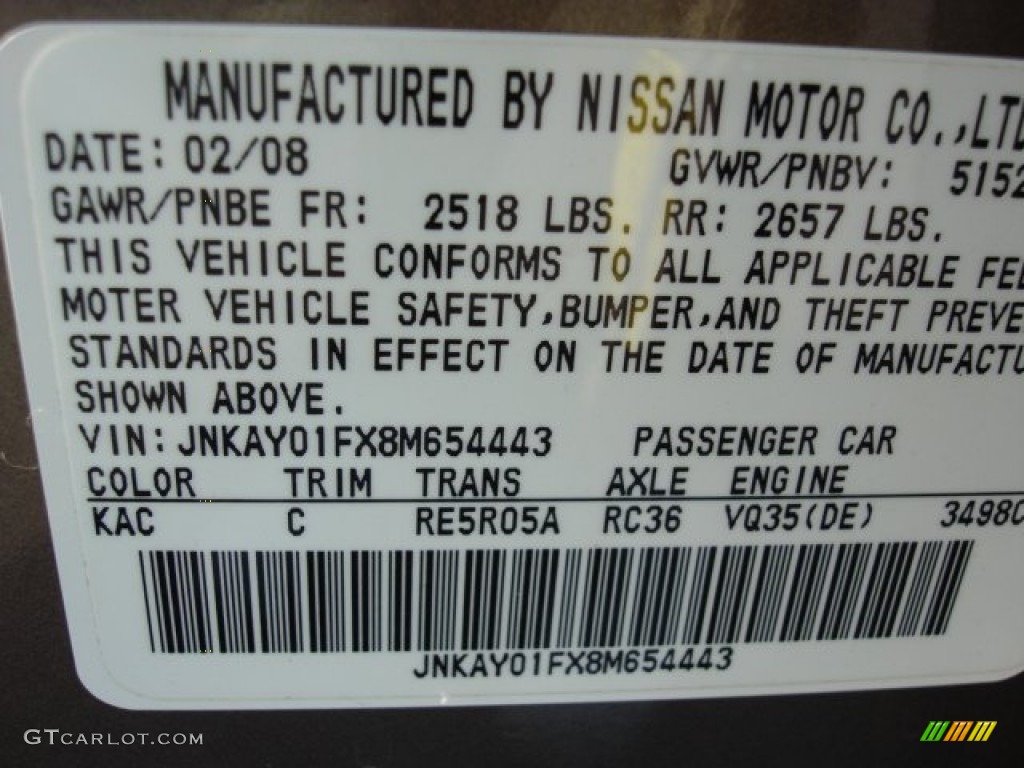 MANUFACTURED BY NISSAN MOTOR CO.,LTD
DATE: 02/08 GVWR/PNBV: 5152
GAWR/PNBE FR: 2518 LBS. RR: 2657 LBS.
THIS VEHICLE CONFORMS TO ALL APPLICABLE FE
MOTER VEHICLE SAFETY,BUMPER,AND THEFT PREVE
STANDARDS IN EFFECT ON THE DATE OF MANUFACTU
SHOWN ABOVE.
VIN: JNKAY01FX8M654443 PASSENGER CAR
COLOR TRIM TRANS AXLE ENGINE
KAC C RE5R05A RC36 VQ35(DE) 3498C
JNKAY01FX8M654443
GTCARLOT.COM